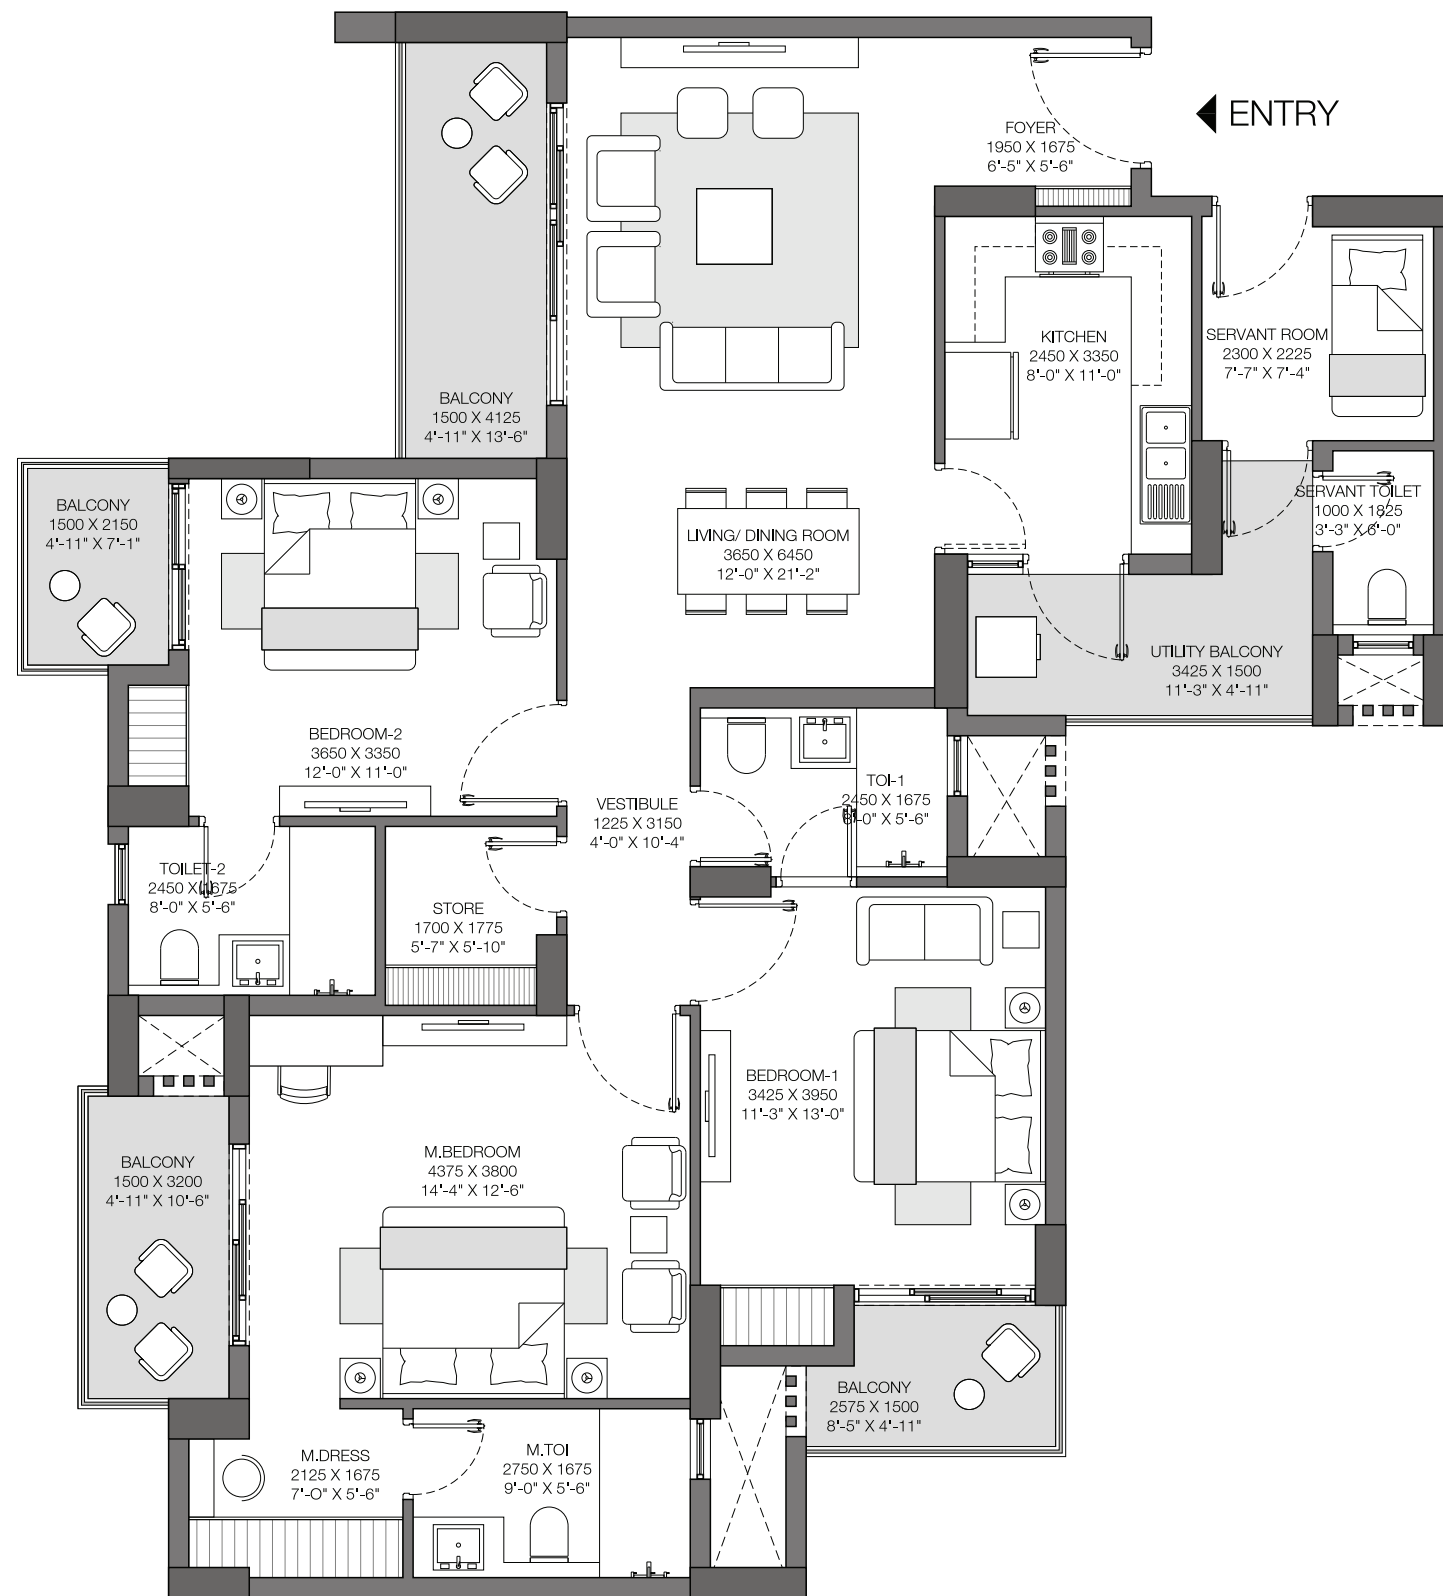 ENTRY
FOYER
1950 X 1675
6'-5" X 5'-6"
KITCHEN
2450 X 3350
8'-0" X 11'-0"
SERVANT ROOM
2300 X 2225
7'-7" X 7'-4"
BALCONY
1500 X 4125
4'-11" X 13'-6"
BALCONY
1500 X 2150
4'-11" X 7'-1"
LIVING/ DINING ROOM
3650 X 6450
12'-0" X 21'-2"
SERVANT TOILET
1000 X 1825
3'-3" X 6'-0"
UTILITY BALCONY
3425 X 1500
11'-3" X 4'-11"
BEDROOM-2
3650 X 3350
12'-0" X 11'-0"
VESTIBULE
1225 X 3150
4'-0" X 10'-4"
TOI-1
2450 X 1675
8'-0" X 5'-6"
TOILET-2
2450 X 1675
8'-0" X 5'-6"
STORE
1700 X 1775
5'-7" X 5'-10"
BEDROOM-1
3425 X 3950
11'-3" X 13'-0"
M.BEDROOM
4375 X 3800
14'-4" X 12'-6"
BALCONY
1500 X 3200
4'-11" X 10'-6"
BALCONY
2575 X 1500
8'-5" X 4'-11"
M.DRESS
2125 X 1675
7'-O" X 5'-6"
M.TOI
2750 X 1675
9'-0" X 5'-6"